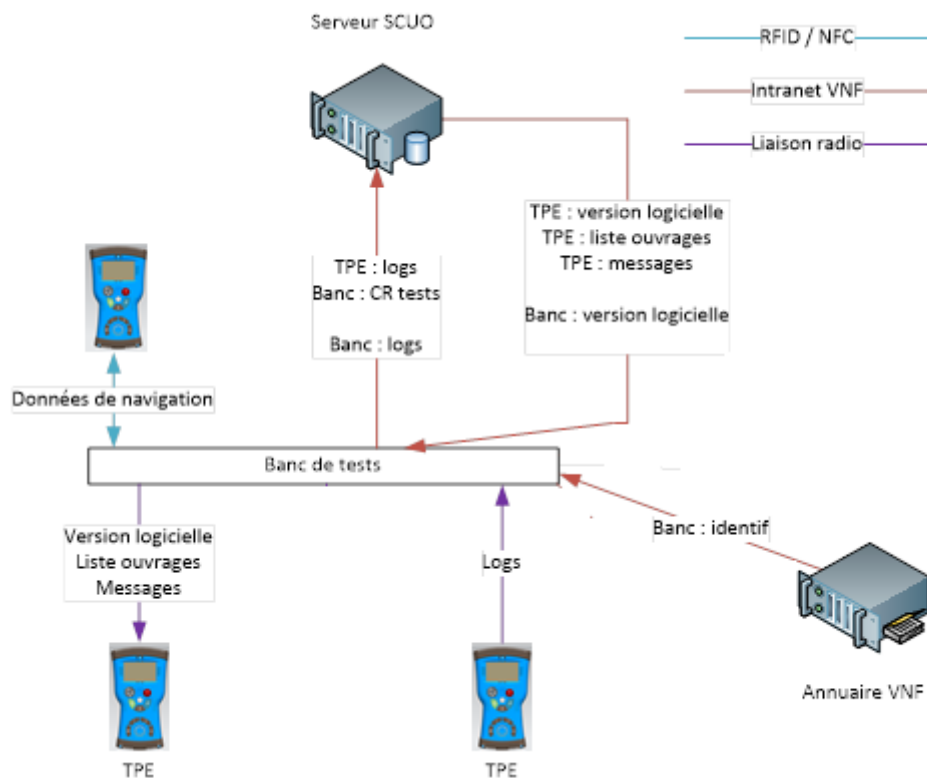 Serveur SCUO
RFID / NFC
Intranet VNF
Liaison radio
TPE : version logicielle
TPE : liste ouvrages
TPE : messages
Banc : version logicielle
TPE : logs
Banc : CR tests
Banc : logs
Données de navigation
Banc de tests
Version logicielle
Liste ouvrages
Messages
Logs
Banc : identif
TPE
TPE
Annuaire VNF